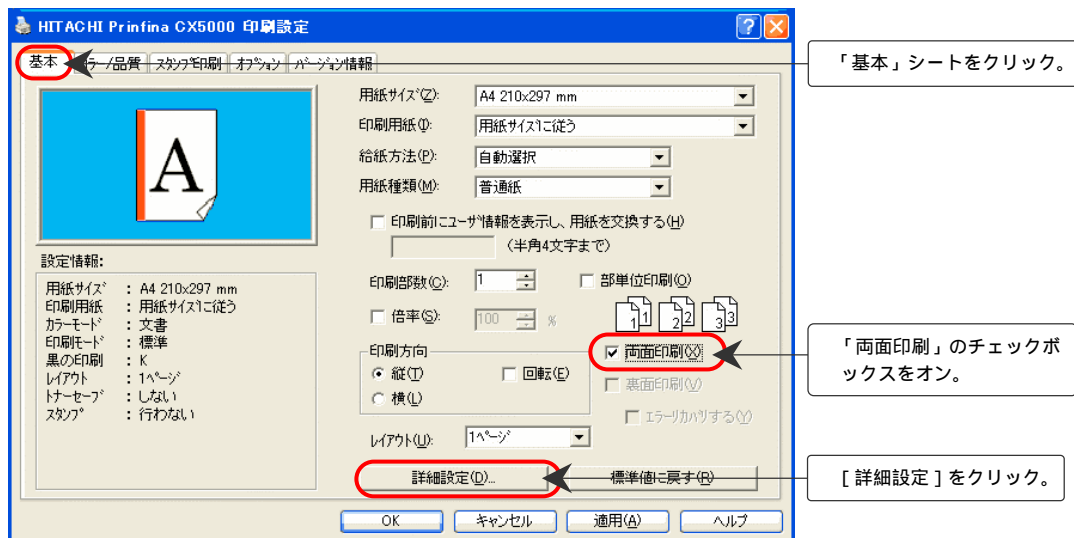 HITACHI Prinfina CX5000 印刷設定
基本
カラー/品質
スタンプ印刷
オプション
バージョン情報
「基本」シートをクリック。
A
用紙サイズ(Z):
A4 210x297 mm
印刷用紙(I):
用紙サイズに従う
給紙方法(P):
自動選択
用紙種類(M):
普通紙
印刷前にユーザ情報を表示し、用紙を交換する(H)
(半角4文字まで)
設定情報:
用紙サイズ : A4 210x297 mm
印刷用紙 : 用紙サイズに従う
カラーモード : 文書
印刷モード : 標準
黒の印刷 : K
レイアウト : 1ページ
トナーセーブ : しない
スタンプ : 行わない
印刷部数(C):
1
部単位印刷(O)
倍率(S):
100
%
1 1 2 2 3 3
印刷方向
縦(T)
回転(E)
横(L)
両面印刷(X)
裏面印刷(V)
エラーリカバリする(Y)
「両面印刷」のチェックボ
ックスをオン。
レイアウト(U):
1ページ
詳細設定(D)...
標準値に戻す(R)
[ 詳細設定 ] をクリック。
OK
キャンセル
適用(A)
ヘルプ